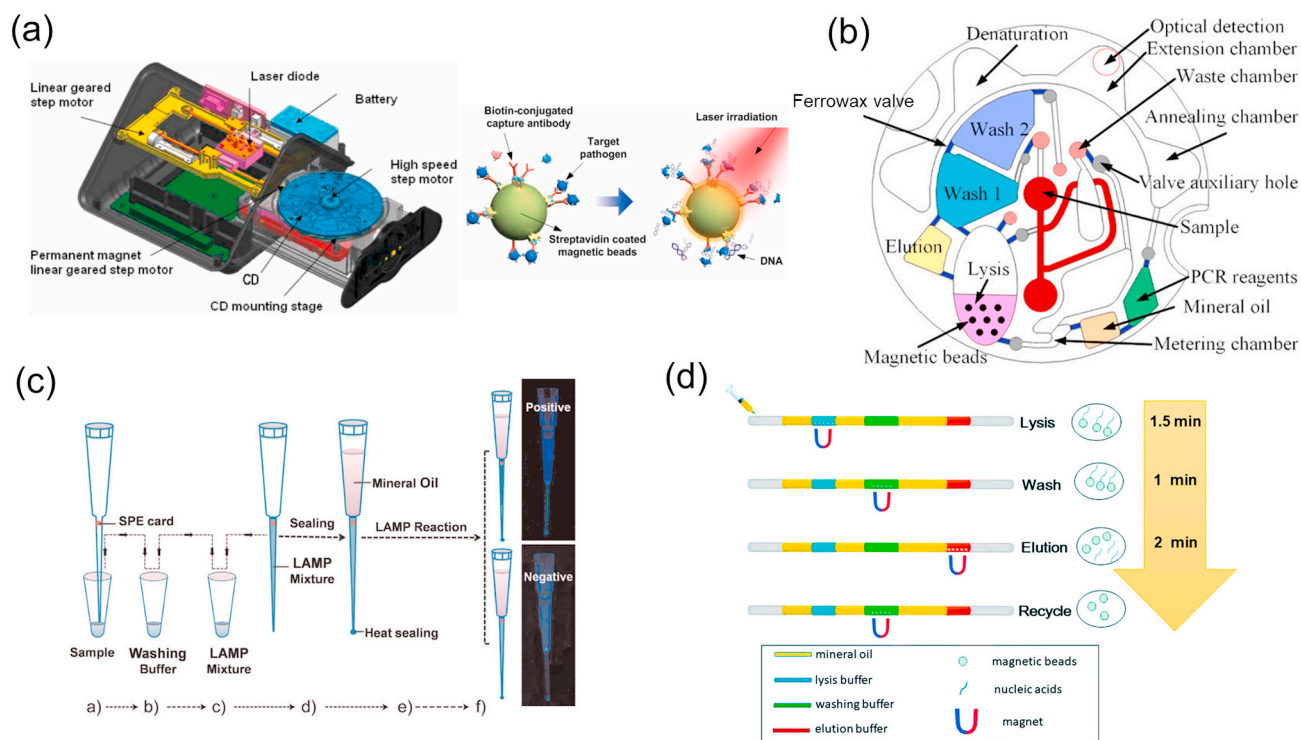 (a)
Linear geared
step motor
Laser diode
Battery
High speed
step motor
Permanent magnet
linear geared step motor
CD
CD mounting stage
Biotin-conjugated
capture antibody
Target
pathogen
Streptavidin coated
magnetic beads
Laser irradiation
DNA
(b)
Denaturation
Optical detection
Extension chamber
Waste chamber
Ferrowax valve
Annealing chamber
Wash 2
Wash 1
Valve auxiliary hole
Sample
Elution
Lysis
PCR reagents
Mineral oil
Magnetic beads
Metering chamber
(c)
SPE card
Sample
Washing
Buffer
LAMP
Mixture
LAMP
Mixture
Sealing
Mineral Oil
LAMP Reaction
Heat sealing
Positive
Negative
a)
b)
c)
d)
e)
f)
(d)
Lysis
1.5 min
Wash
1 min
Elution
2 min
Recycle
mineral oil
lysis buffer
washing buffer
elution buffer
magnetic beads
nucleic acids
magnet